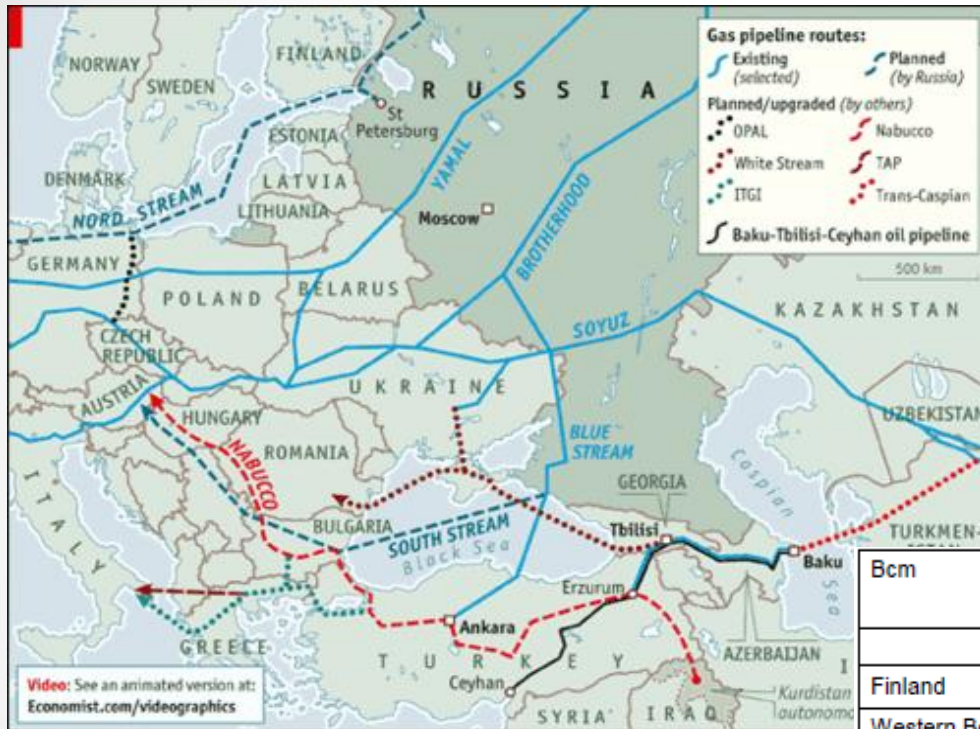 Gas pipeline routes:
Existing
(selected)
Planned
(by Russia)
Planned/upgraded (by others)
OPAL
Nabucco
White Stream
TAP
ITGI
Trans-Caspian
Baku-Tbilisi-Ceyhan oil pipeline
500 km
NORWAY
SWEDEN
FINLAND
RUSSIA
St
Petersburg
ESTONIA
LATVIA
LITHUANIA
DENMARK
NORD STREAM
YAMAL
Moscow
BROTHERHOOD
GERMANY
POLAND
BELARUS
KAZAKHSTAN
SOYUZ
CZECH
REPUBLIC
UKRAINE
AUSTRIA
HUNGARY
UZBEKISTAN
NABUCCO
ROMANIA
BLUE
STREAM
Caspian
Sea
GEORGIA
ITALY
BULGARIA
SOUTH STREAM
Black Sea
Tbilisi
Baku
TURKMEN-
ISTAN
Erzurum
Ankara
GREECE
TURKEY
AZERBAIJAN
Ceyhan
Kurdistan
autonomo
SYRIA
IRAQ
I
Video: See an animated version at:
Economist.com/videographics
Bcm
Finland
Western